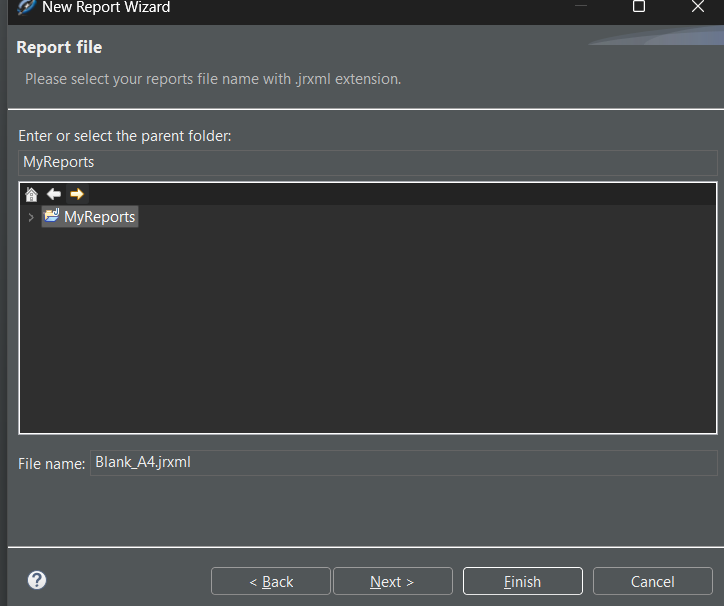 New Report Wizard
Report file
Please select your reports file name with .jrxml extension.
Enter or select the parent folder:
MyReports
MyReports
File name: Blank_A4.jrxml
? < Back Next > Finish Cancel